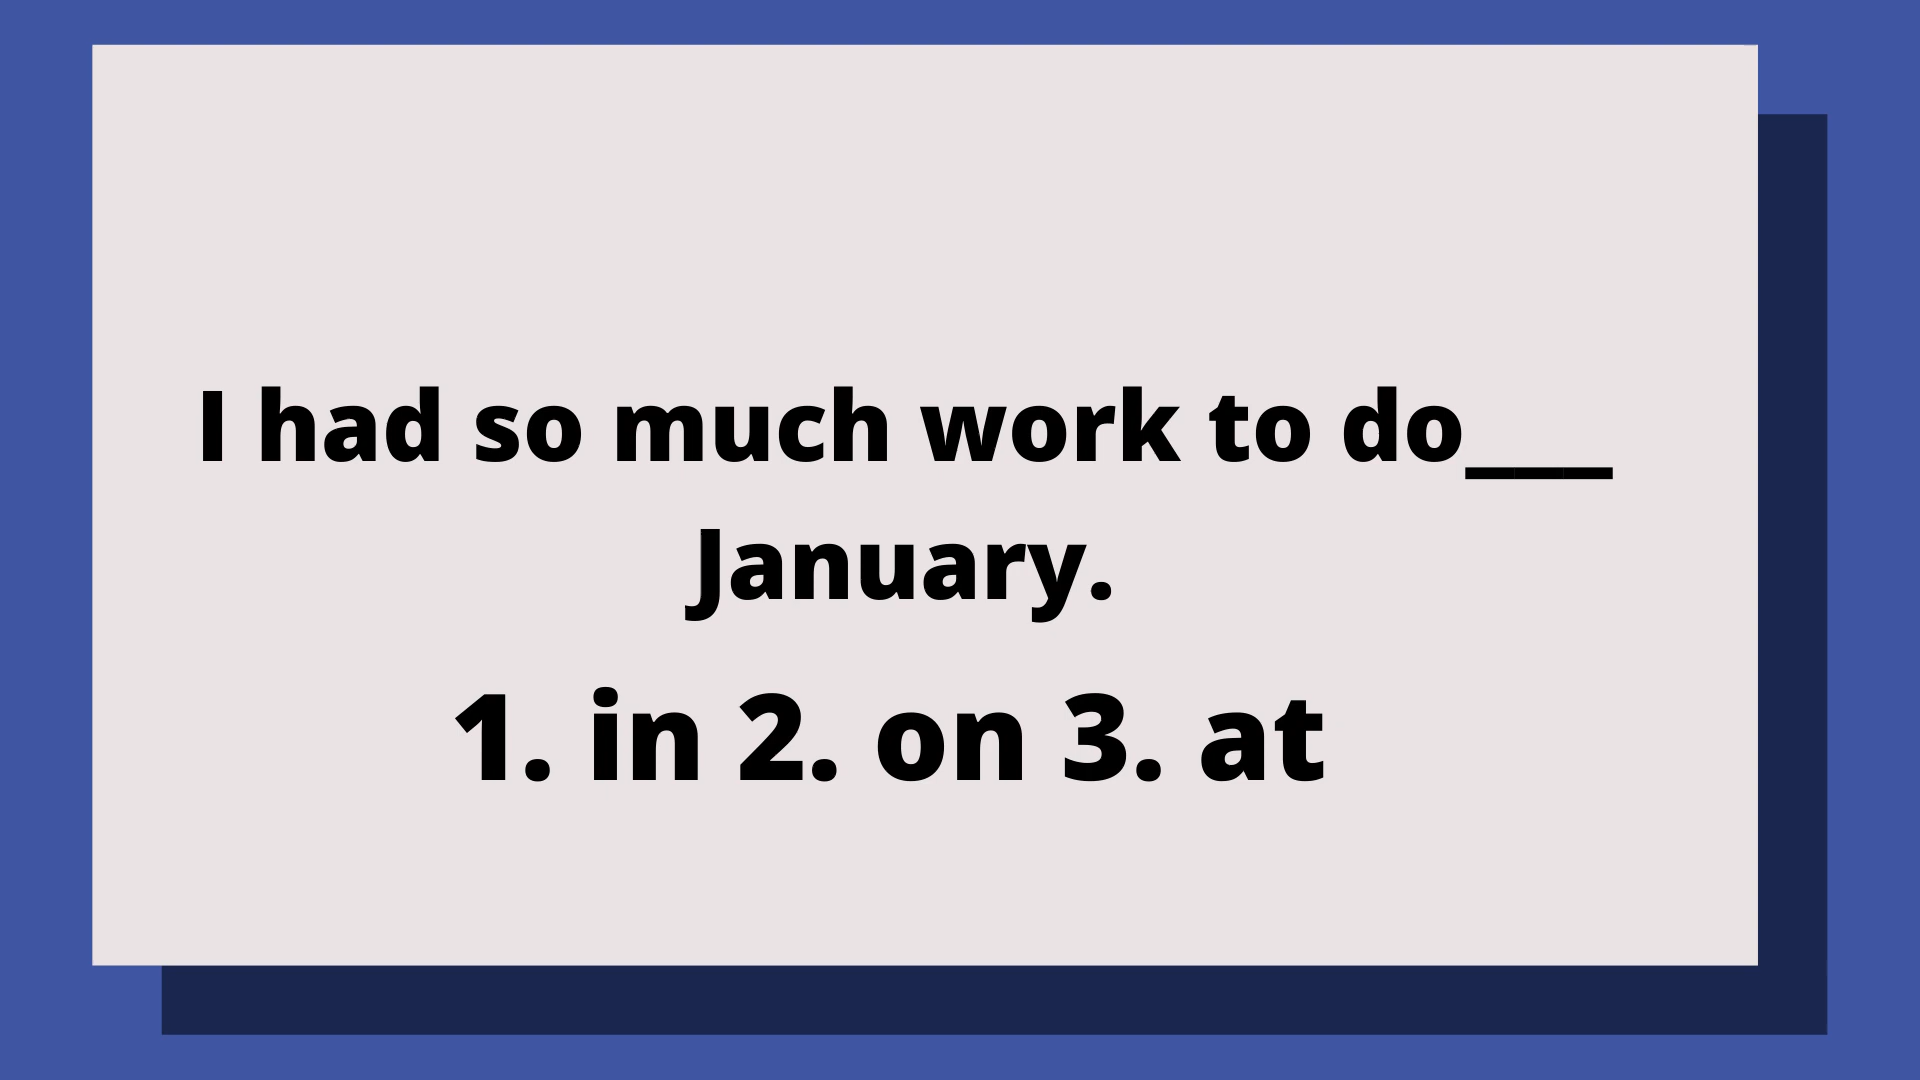 I had so much work to do___
January.
1. in 2. on 3. at